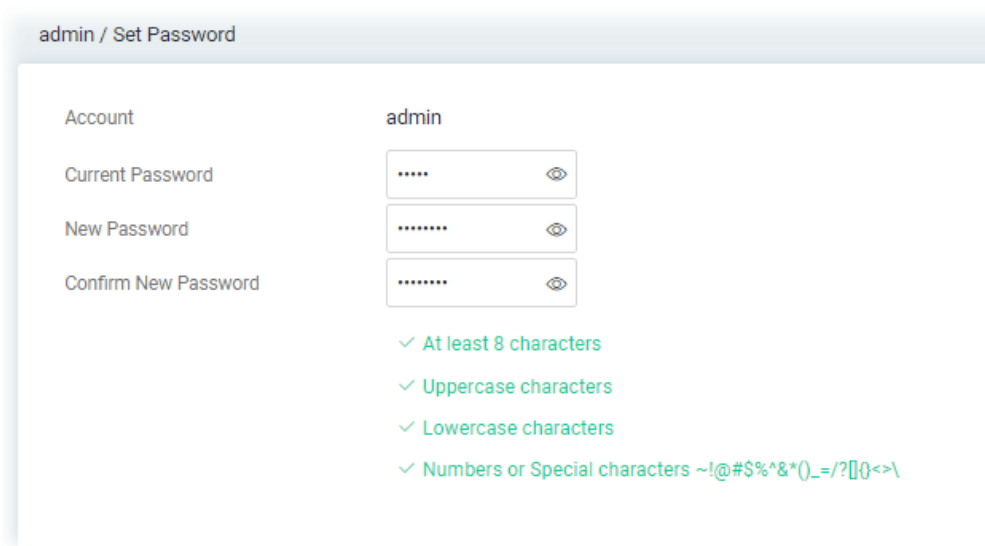 admin / Set Password
Account admin
Current Password •••••
New Password ••••••••
Confirm New Password ••••••••
✓ At least 8 characters
✓ Uppercase characters
✓ Lowercase characters
✓ Numbers or Special characters ~!@#$%^&*()_=/?[]{}<>\